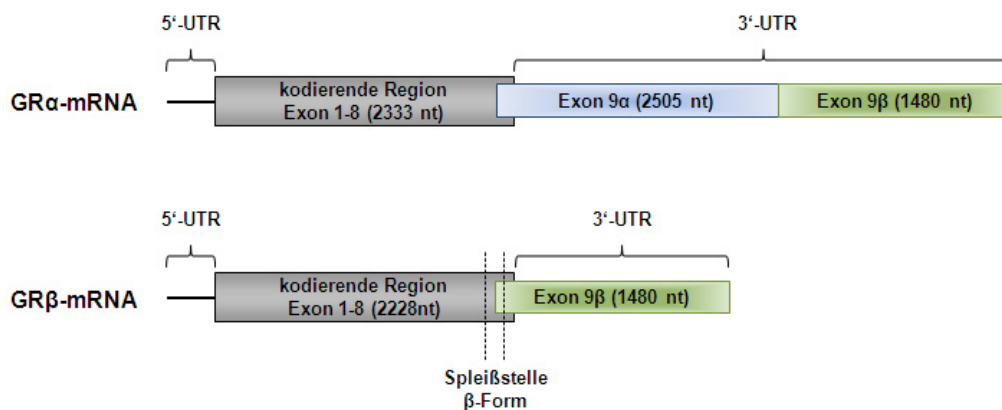 5‘-UTR
3‘-UTR
GRα-mRNA
kodierende Region
Exon 1-8 (2333 nt)
Exon 9α (2505 nt)
Exon 9β (1480 nt)
5‘-UTR
3‘-UTR
GRβ-mRNA
kodierende Region
Exon 1-8 (2228nt)
Exon 9β (1480 nt)
Spleißstelle
β-Form